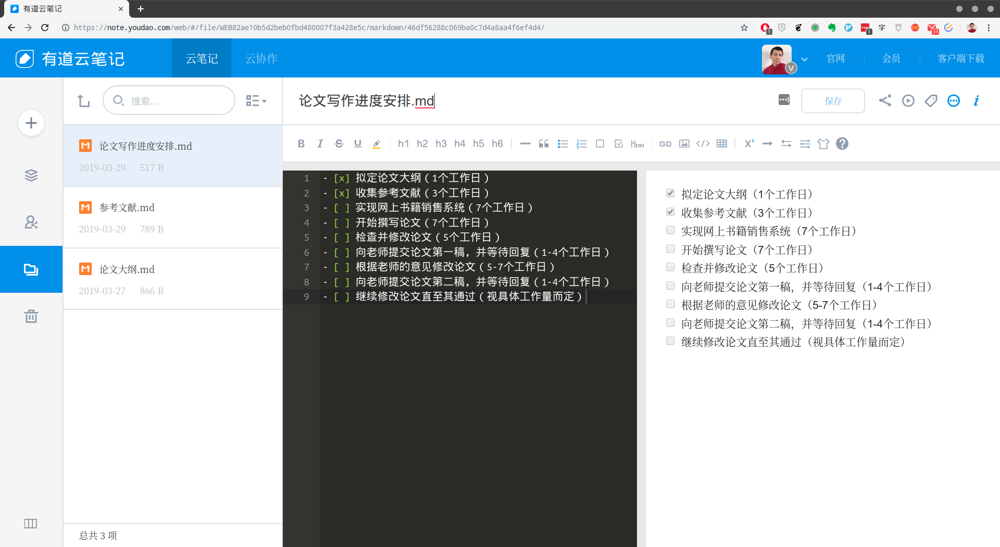 有道云笔记
https://note.youdao.com/web/#/file/WEB82ae10b5d2beb0fbd480007f3a428e5c/markdown/46df56288c069ba0c7d4a8aa4f6ef4d4/
1
1
字
33
有道云笔记
云笔记
云协作
V
官网
会员
客户端下载
搜索...
论文写作进度安排.md
保存
B I S U h1 h2 h3 h4 h5 h6 Html </> X² ?
论文写作进度安排.md
2019-03-29 517 B
参考文献.md
2019-03-29 789 B
论文大纲.md
2019-03-27 866 B
总共 3 项
1 - [x] 拟定论文大纲（1个工作日）
2 - [x] 收集参考文献（3个工作日）
3 - [ ] 实现网上书籍销售系统（7个工作日）
4 - [ ] 开始撰写论文（7个工作日）
5 - [ ] 检查并修改论文（5个工作日）
6 - [ ] 向老师提交论文第一稿，并等待回复（1-4个工作日）
7 - [ ] 根据老师的意见修改论文（5-7个工作日）
8 - [ ] 向老师提交论文第二稿，并等待回复（1-4个工作日）
9 - [ ] 继续修改论文直至其通过（视具体工作量而定）
拟定论文大纲（1个工作日）
收集参考文献（3个工作日）
实现网上书籍销售系统（7个工作日）
开始撰写论文（7个工作日）
检查并修改论文（5个工作日）
向老师提交论文第一稿，并等待回复（1-4个工作日）
根据老师的意见修改论文（5-7个工作日）
向老师提交论文第二稿，并等待回复（1-4个工作日）
继续修改论文直至其通过（视具体工作量而定）